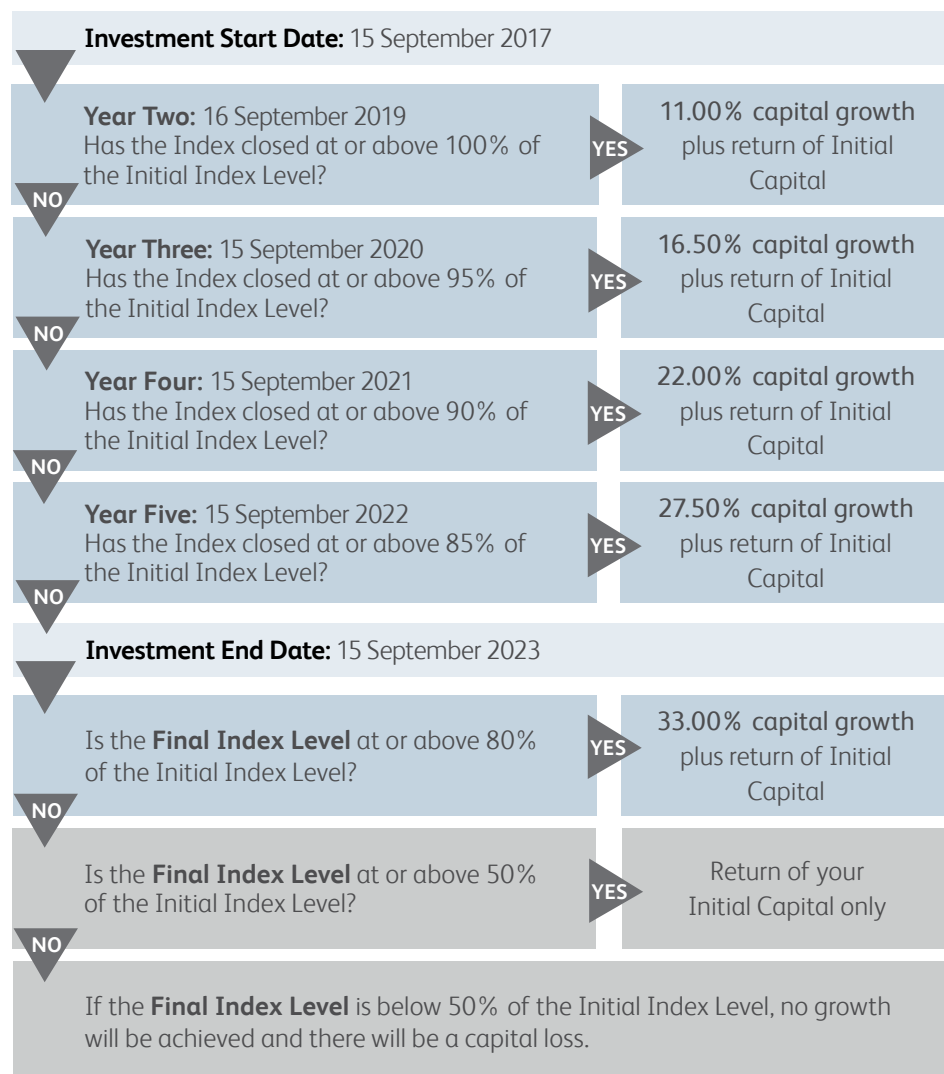 Investment Start Date: 15 September 2017
Year Two: 16 September 2019
Has the Index closed at or above 100% of
the Initial Index Level?
YES
11.00% capital growth
plus return of Initial
Capital
NO
Year Three: 15 September 2020
Has the Index closed at or above 95% of
the Initial Index Level?
YES
16.50% capital growth
plus return of Initial
Capital
NO
Year Four: 15 September 2021
Has the Index closed at or above 90% of
the Initial Index Level?
YES
22.00% capital growth
plus return of Initial
Capital
NO
Year Five: 15 September 2022
Has the Index closed at or above 85% of
the Initial Index Level?
YES
27.50% capital growth
plus return of Initial
Capital
NO
Investment End Date: 15 September 2023
Is the Final Index Level at or above 80%
of the Initial Index Level?
YES
33.00% capital growth
plus return of Initial
Capital
NO
Is the Final Index Level at or above 50%
of the Initial Index Level?
YES
Return of your
Initial Capital only
NO
If the Final Index Level is below 50% of the Initial Index Level, no growth
will be achieved and there will be a capital loss.